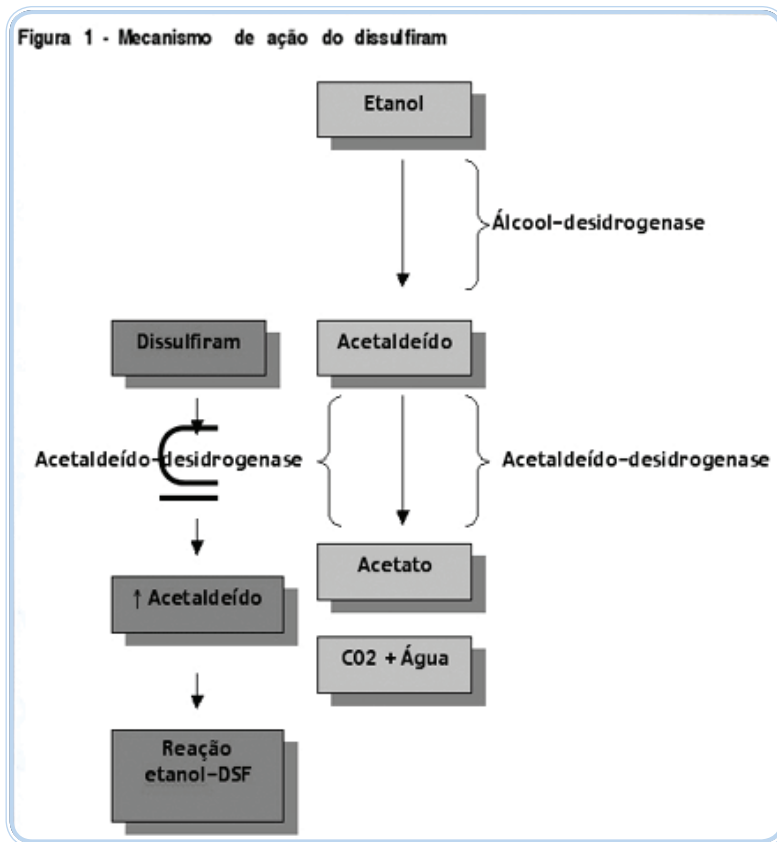 Figura 1 - Mecanismo de ação do dissulfiram
Etanol
Álcool-desidrogenase
Dissulfiram
Acetaldeído
Acetaldeído-desidrogenase
Acetaldeído-desidrogenase
Acetato
↑ Acetaldeído
CO2 + Água
Reação
etanol-DSF